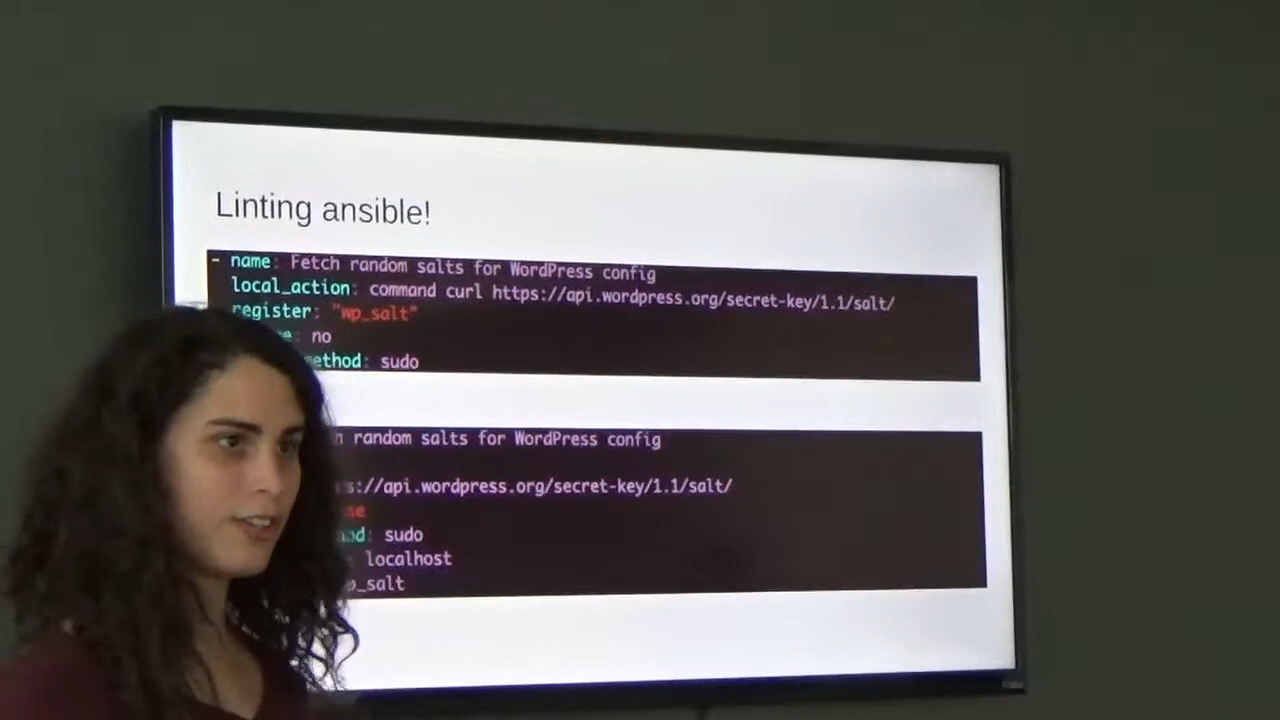 Linting ansible!
- name: Fetch random salts for WordPress config
local_action: command curl https://api.wordpress.org/secret-key/1.1/salt/
register: "wp_salt"
no
sudo
random salts for WordPress config
://api.wordpress.org/secret-key/1.1/salt/
sudo
localhost